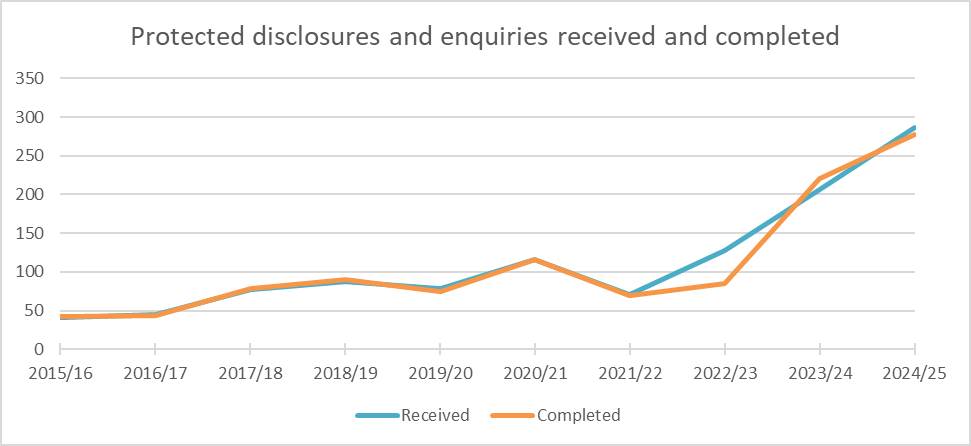 Protected disclosures and enquiries received and completed
350
300
250
200
150
100
50
0
2015/16 2016/17 2017/18 2018/19 2019/20 2020/21 2021/22 2022/23 2023/24 2024/25
Received Completed